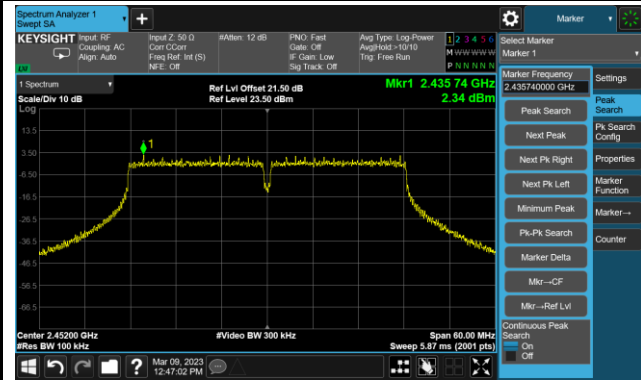 Spectrum Analyzer 1
Swept SA
Marker
KEYSIGHT
Input: RF
Coupling: AC
Align: Auto
Input Z: 50 Ω
Corr CCorr
Freq Ref: Int (S)
NFE: Off
#Atten: 12 dB
PNO: Fast
Gate: Off
IF Gain: Low
Sig Track: Off
Avg Type: Log-Power
Avg|Hold:>10/10
Trig: Free Run
1 2 3 4 5 6
M W W W W W
P N N N N N
Select Marker
Marker 1
LXI
1 Spectrum
Scale/Div 10 dB
Log
Ref Lvl Offset 21.50 dB
Ref Level 23.50 dBm
Mkr1 2.435 74 GHz
2.34 dBm
1
13.5
3.50
-6.50
-16.5
-26.5
-36.5
-46.5
-56.5
-66.5
Center 2.45200 GHz
#Res BW 100 kHz
#Video BW 300 kHz
Span 60.00 MHz
Sweep 5.87 ms (2001 pts)
Marker Frequency
2.435740000 GHz
Peak Search
Next Peak
Next Pk Right
Next Pk Left
Minimum Peak
Pk-Pk Search
Marker Delta
Mkr→CF
Mkr→Ref Lvl
Continuous Peak
Search
On
Off
Settings
Peak
Search
Pk Search
Config
Properties
Marker
Function
Marker→
Counter
?
Mar 09, 2023
12:47:02 PM